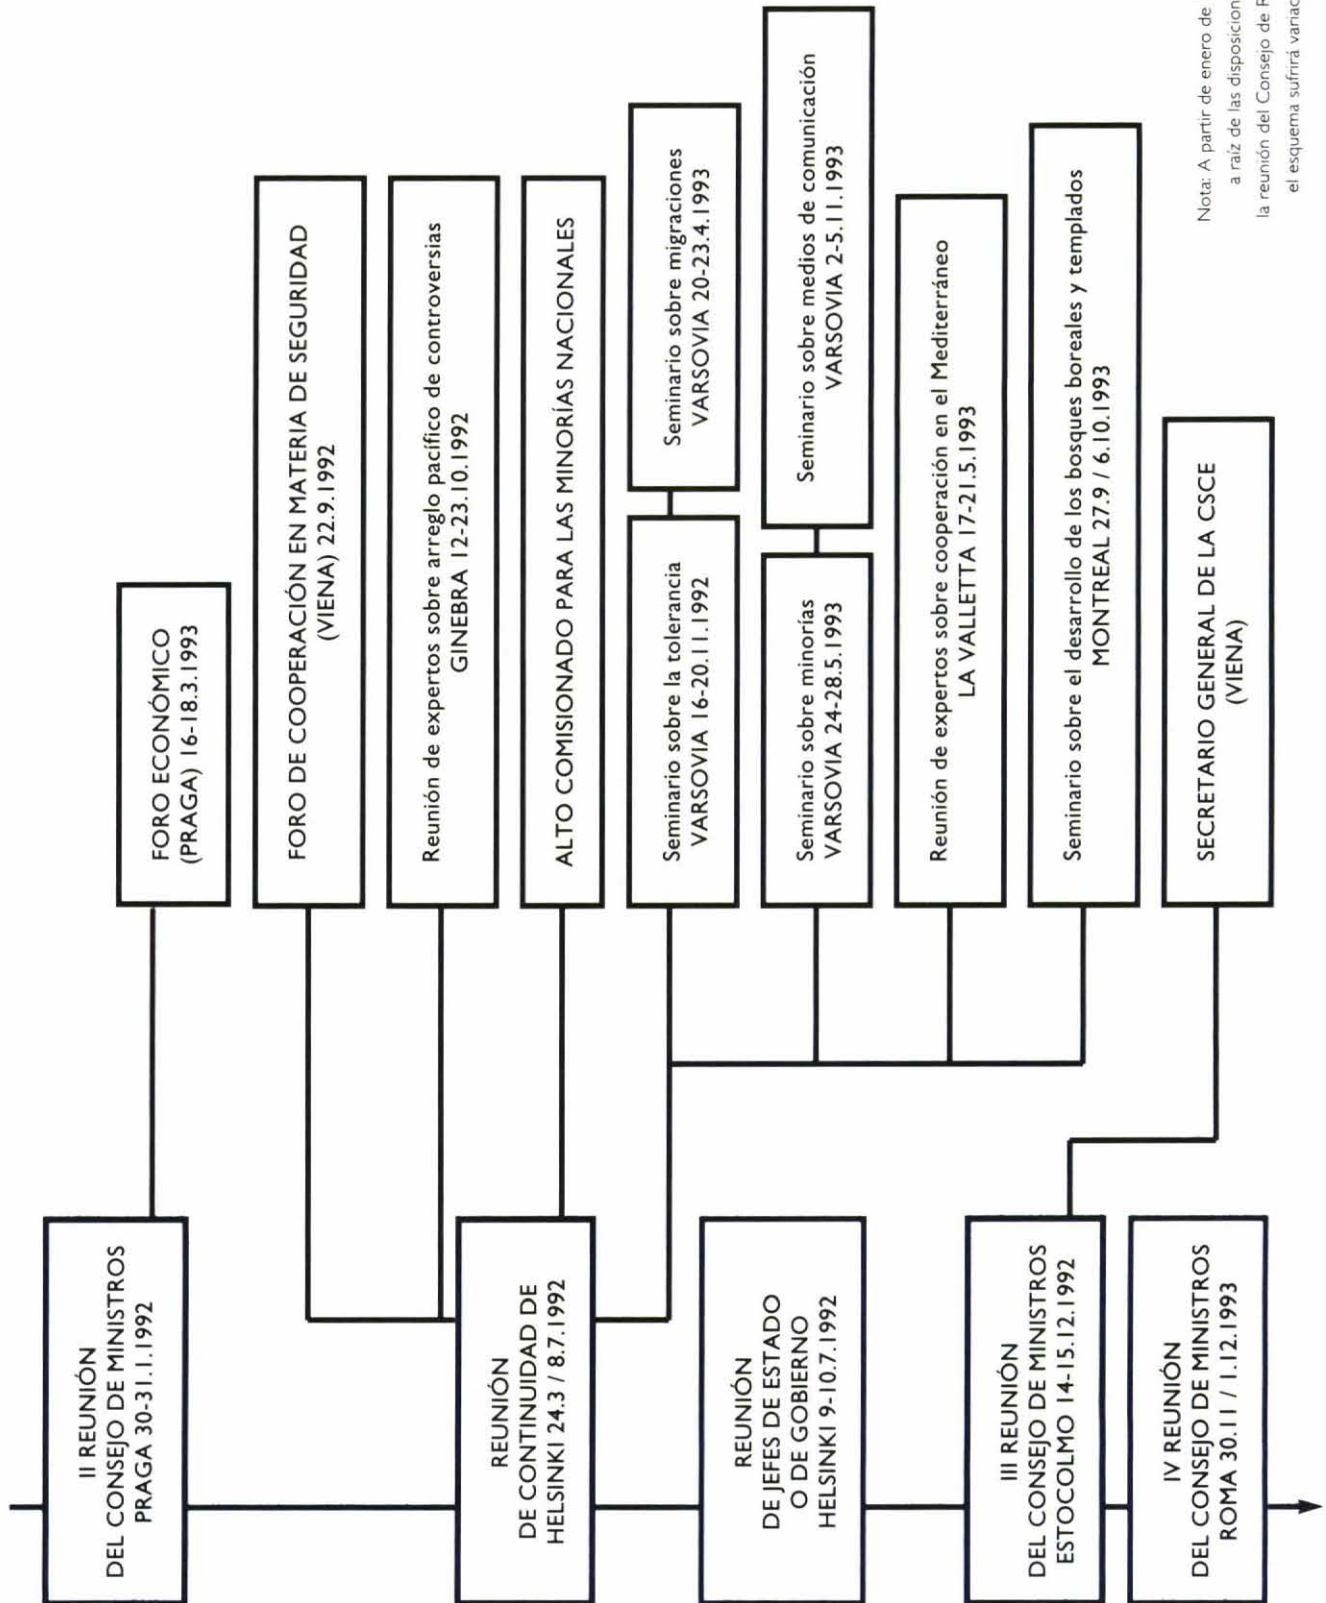 II REUNIÓN
DEL CONSEJO DE MINISTROS
PRAGA 30-31.1.1992
FORO ECONÓMICO
(PRAGA) 16-18.3.1993
FORO DE COOPERACIÓN EN MATERIA DE SEGURIDAD
(VIENA) 22.9.1992
Reunión de expertos sobre arreglo pacífico de controversias
GINEBRA 12-23.10.1992
REUNIÓN
DE CONTINUIDAD DE
HELSINKI 24.3 / 8.7.1992
ALTO COMISIONADO PARA LAS MINORÍAS NACIONALES
Seminario sobre la tolerancia
VARSOVIA 16-20.11.1992
Seminario sobre migraciones
VARSOVIA 20-23.4.1993
Seminario sobre minorías
VARSOVIA 24-28.5.1993
Seminario sobre medios de comunicación
VARSOVIA 2-5.11.1993
REUNIÓN
DE JEFES DE ESTADO
O DE GOBIERNO
HELSINKI 9-10.7.1992
Reunión de expertos sobre cooperación en el Mediterráneo
LA VALLETTA 17-21.5.1993
Seminario sobre el desarrollo de los bosques boreales y templados
MONTREAL 27.9 / 6.10.1993
III REUNIÓN
DEL CONSEJO DE MINISTROS
ESTOCOLMO 14-15.12.1992
SECRETARIO GENERAL DE LA CSCE
(VIENA)
IV REUNIÓN
DEL CONSEJO DE MINISTROS
ROMA 30.11 / 1.12.1993
Nota: A partir de enero de
a raíz de las
la reunión del Consejo de
el esquema sufrirá